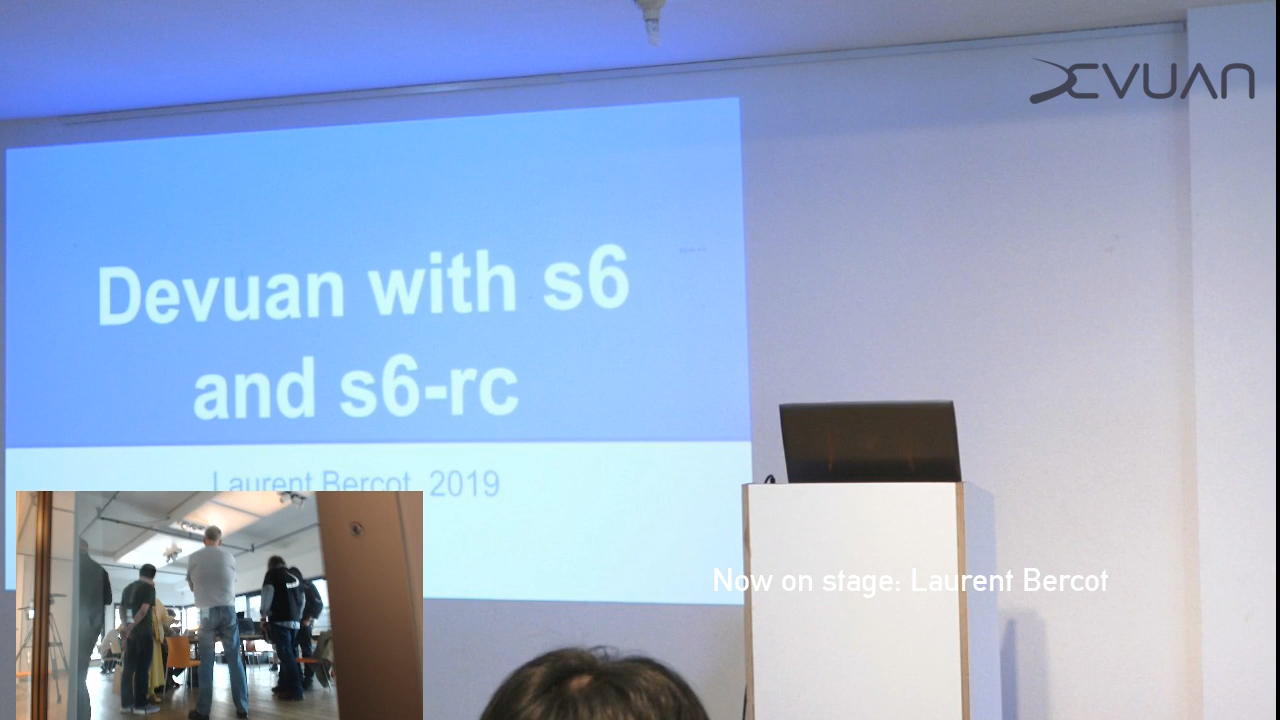 DEVUAN
Devuan with s6
and s6-rc
Laurent Bercot, 2019
Now on stage: Laurent Bercot